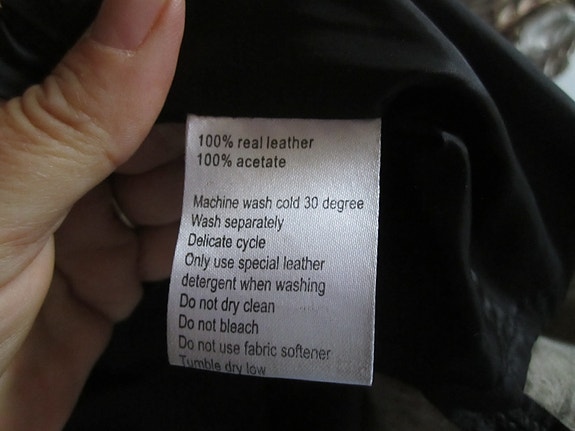 100% real leather
100% acetate
Machine wash cold 30 degree
Wash separately
Delicate cycle
Only use special leather
detergent when washing
Do not dry clean
Do not bleach
Do not use fabric softener
Tumble dry low